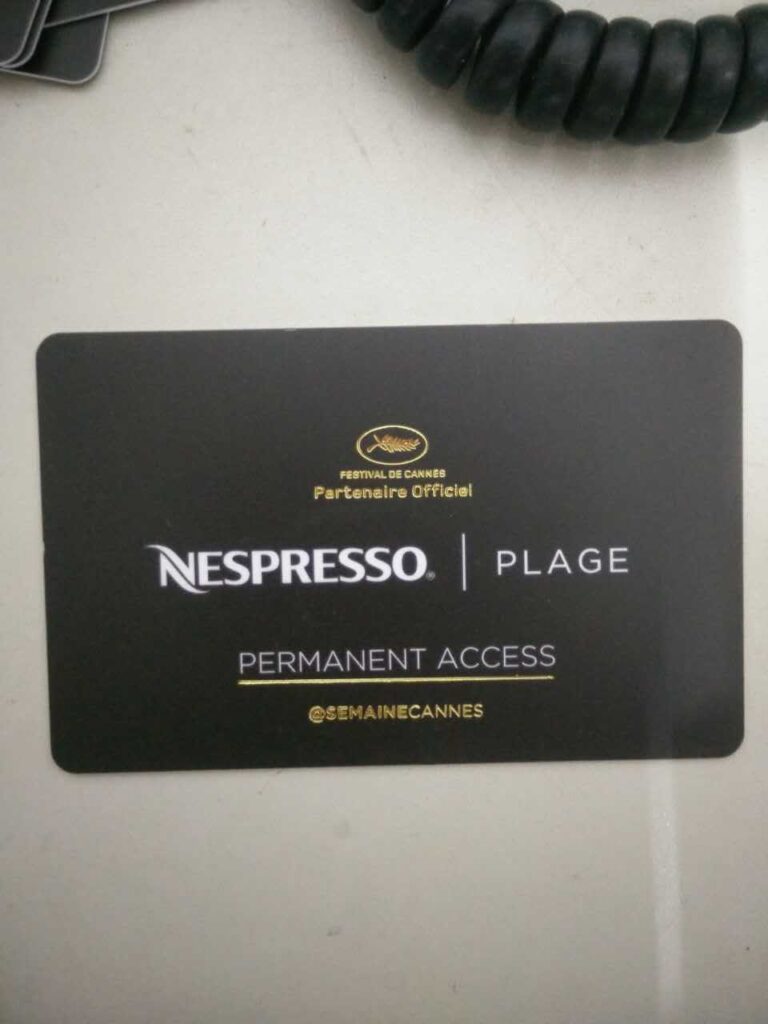 FESTIVAL DE CANNES
Partenaire Officiel
NESPRESSO® | PLAGE
PERMANENT ACCESS
@SEMAINECANNES